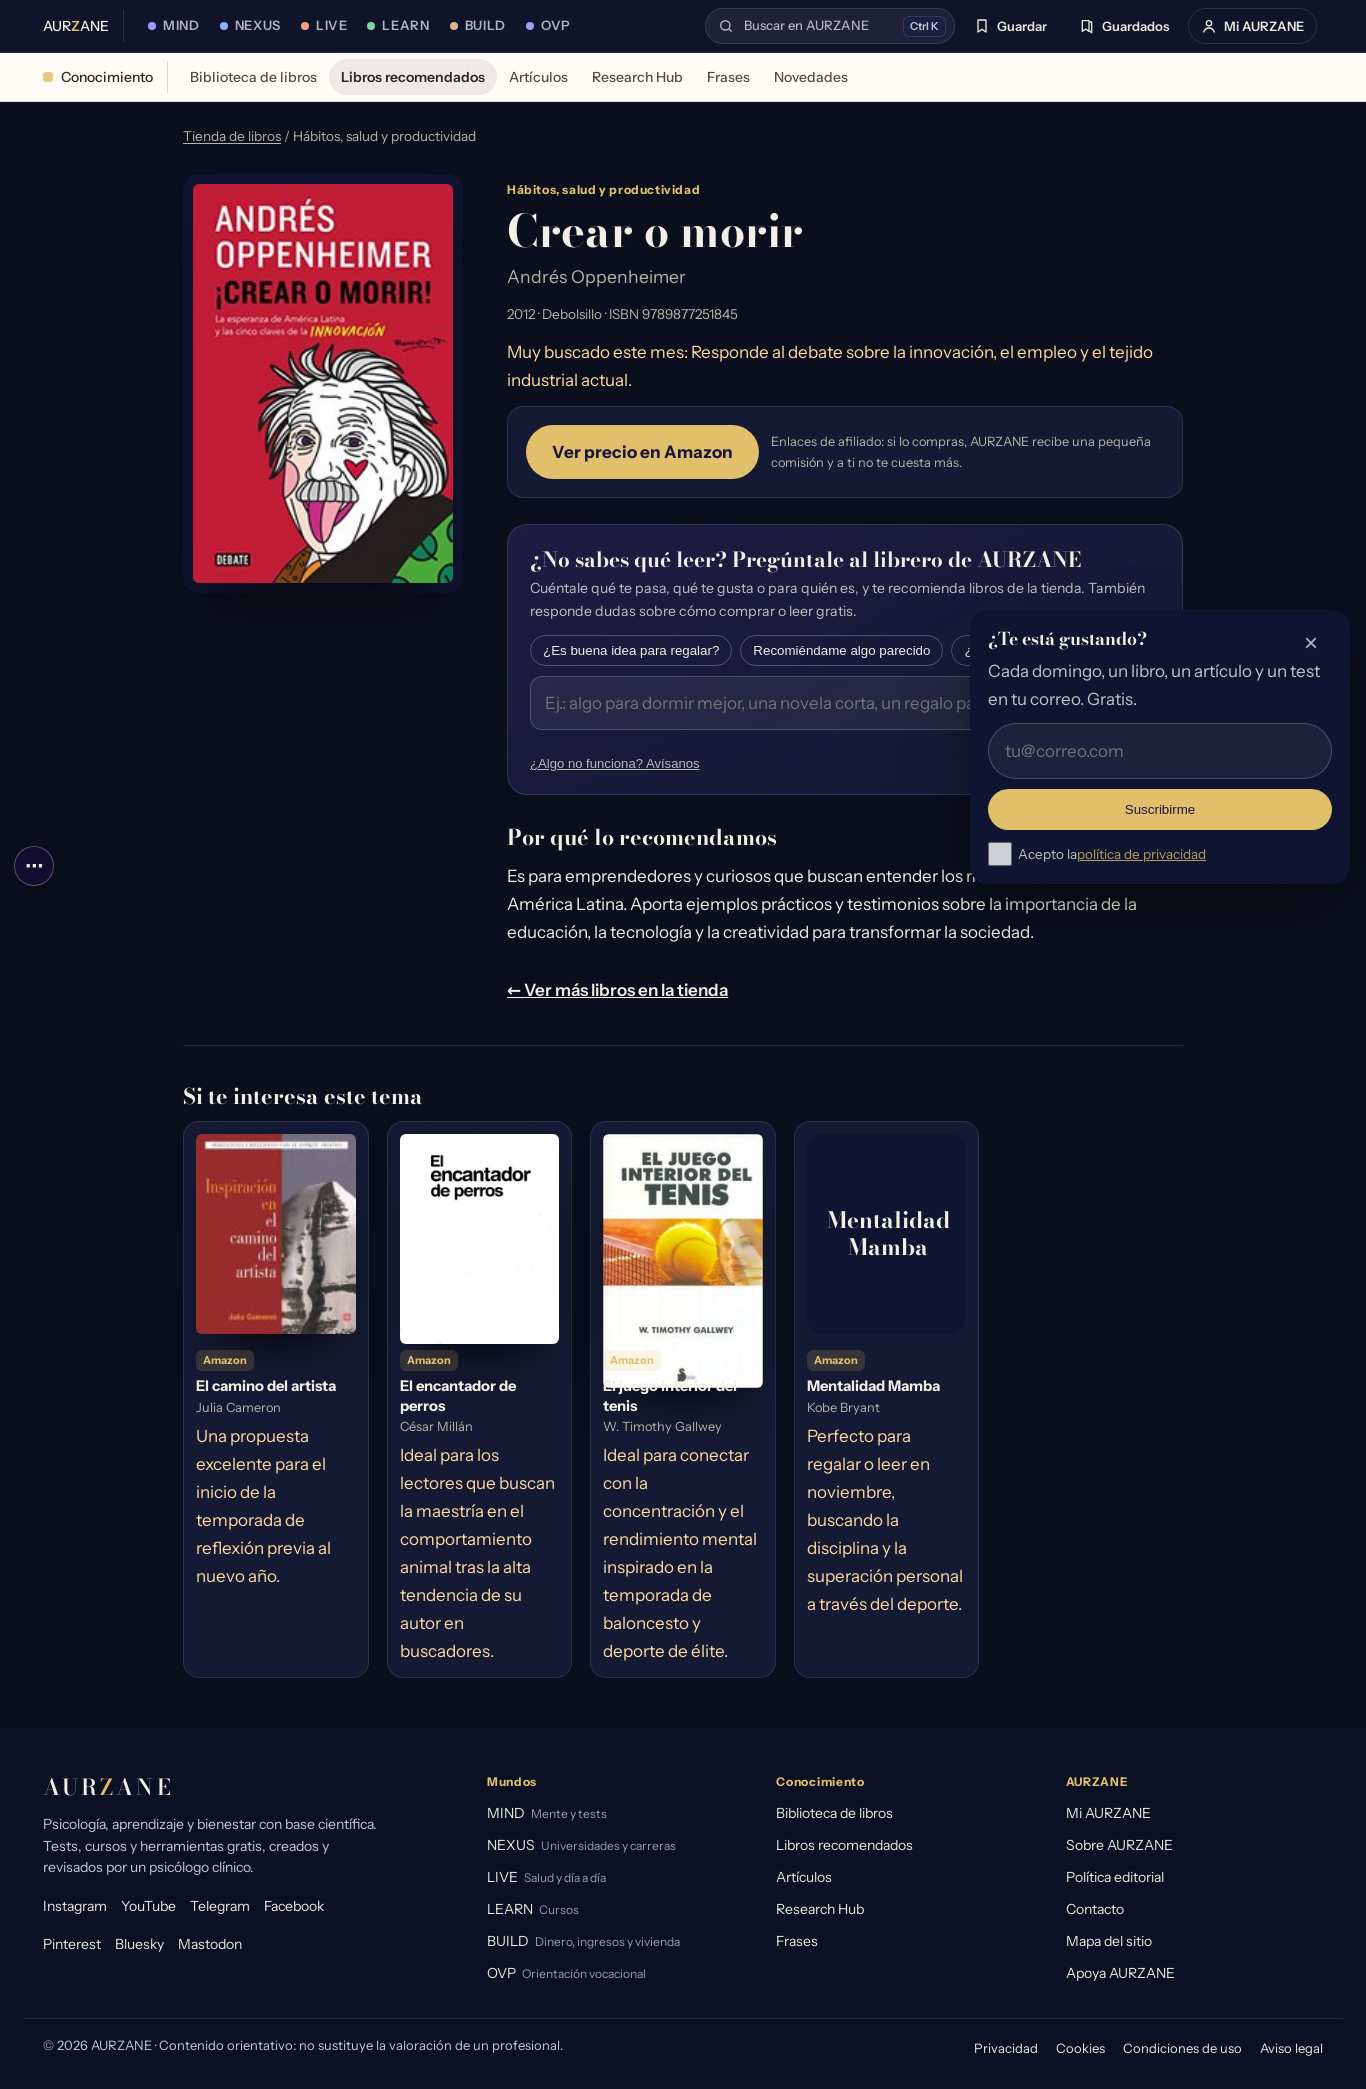 AURZANE
MIND
NEXUS
LIVE
LEARN
BUILD
OVP
Buscar en AURZANE
Ctrl K
Guardar
Guardados
Mi AURZANE
Conocimiento
Biblioteca de libros
Libros recomendados
Artículos
Research Hub
Frases
Novedades
Tienda de libros / Hábitos, salud y productividad
ANDRÉS
OPPENHEIMER
¡CREAR O MORIR!
La esperanza de América Latina
y las cinco claves de la INNOVACIÓN
DEBATE
Hábitos, salud y productividad
Crear o morir
Andrés Oppenheimer
2012 · Debolsillo · ISBN 9789877251845
Muy buscado este mes: Responde al debate sobre la innovación, el empleo y el tejido
industrial actual.
Ver precio en Amazon
Enlaces de afiliado: si lo compras, AURZANE recibe una pequeña
comisión y a ti no te cuesta más.
¿No sabes qué leer? Pregúntale al librero de AURZANE
Cuéntale qué te pasa, qué te gusta o para quién es, y te recomienda libros de la tienda. También
responde dudas sobre cómo comprar o leer gratis.
¿Es buena idea para regalar?
Recomiéndame algo parecido
¿
Ej.: algo para dormir mejor, una novela corta, un regalo pa
¿Algo no funciona? Avísanos
¿Te está gustando?
×
Cada domingo, un libro, un artículo y un test
en tu correo. Gratis.
tu@correo.com
Suscribirme
Acepto la política de privacidad
Por qué lo recomendamos
Es para emprendedores y curiosos que buscan entender los
América Latina. Aporta ejemplos prácticos y testimonios sobre la importancia de la
educación, la tecnología y la creatividad para transformar la sociedad.
← Ver más libros en la tienda
Si te interesa este tema
Inspiración
en
el
camino
del
artista
Julia Cameron
Amazon
El camino del artista
Julia Cameron
Una propuesta
excelente para el
inicio de la
temporada de
reflexión previa al
nuevo año.
El
encantador
de perros
Amazon
El encantador de
perros
César Millán
Ideal para los
lectores que buscan
la maestría en el
comportamiento
animal tras la alta
tendencia de su
autor en
buscadores.
EL JUEGO
INTERIOR DEL
TENIS
W. TIMOTHY GALLWEY
Amazon
El juego interior del
tenis
W. Timothy Gallwey
Ideal para conectar
con la
concentración y el
rendimiento mental
inspirado en la
temporada de
baloncesto y
deporte de élite.
Mentalidad
Mamba
Amazon
Mentalidad Mamba
Kobe Bryant
Perfecto para
regalar o leer en
noviembre,
buscando la
disciplina y la
superación personal
a través del deporte.
AURZANE
Psicología, aprendizaje y bienestar con base científica.
Tests, cursos y herramientas gratis, creados y
revisados por un psicólogo clínico.
Instagram
YouTube
Telegram
Facebook
Pinterest
Bluesky
Mastodon
Mundos
MIND Mente y tests
NEXUS Universidades y carreras
LIVE Salud y día a día
LEARN Cursos
BUILD Dinero, ingresos y vivienda
OVP Orientación vocacional
Conocimiento
Biblioteca de libros
Libros recomendados
Artículos
Research Hub
Frases
AURZANE
Mi AURZANE
Sobre AURZANE
Política editorial
Contacto
Mapa del sitio
Apoya AURZANE
© 2026 AURZANE · Contenido orientativo: no sustituye la valoración de un profesional.
Privacidad
Cookies
Condiciones de uso
Aviso legal